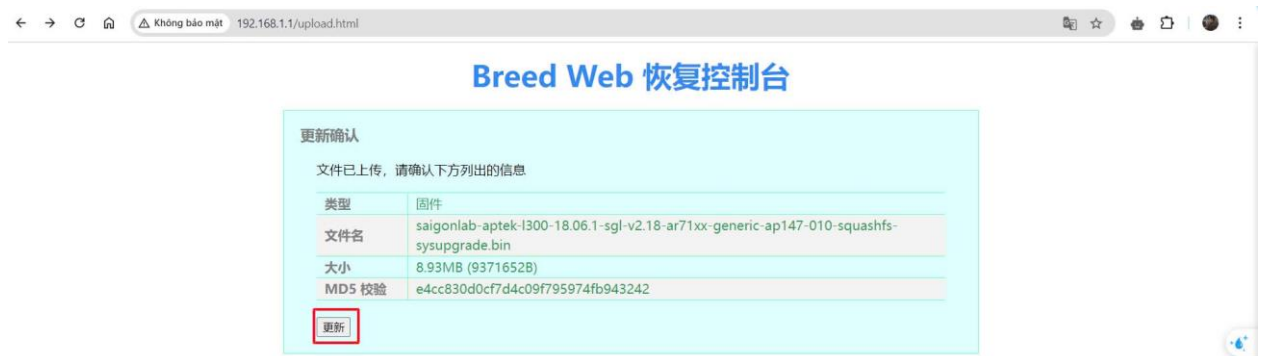 Không bảo mật 192.168.1.1/upload.html
Breed Web 恢复控制台
更新确认
文件已上传，请确认下方列出的信息
类型 固件
文件名 saigonlab-aptek-l300-18.06.1-sgl-v2.18-ar71xx-generic-ap147-010-squashfs-
sysupgrade.bin
大小 8.93MB (9371652B)
MD5 校验 e4cc830d0cf7d4c09f795974fb943242
更新